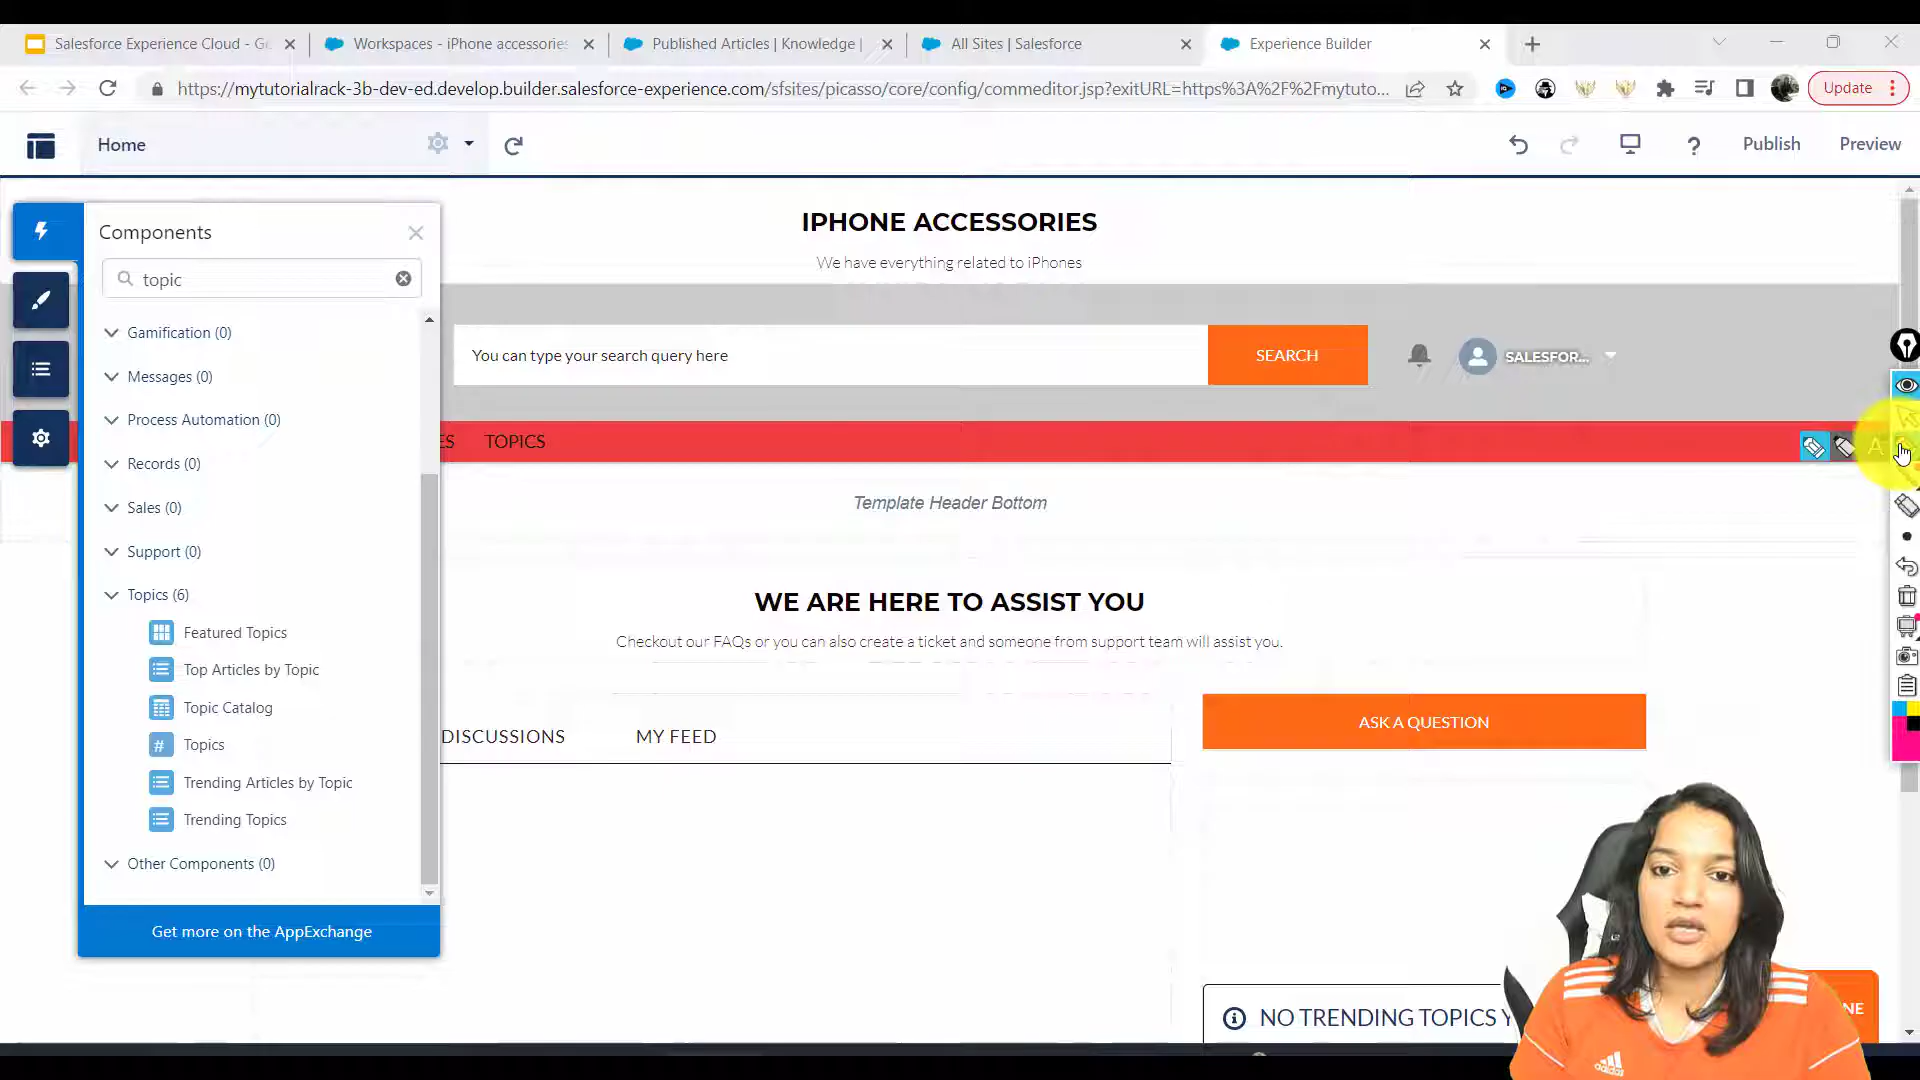 Salesforce Experience Cloud - Go
Workspaces - iPhone accessories
Published Articles | Knowledge |
All Sites | Salesforce
Experience Builder
https://mytutorialrack-3b-dev-ed.develop.builder.salesforce-experience.com/sfsites/picasso/core/config/commeditor.jsp?exitURL=https%3A%2F%2Fmytuto...
Update
Home
Publish
Preview
Components
topic
Gamification (0)
Messages (0)
Process Automation (0)
Records (0)
Sales (0)
Support (0)
Topics (6)
Featured Topics
Top Articles by Topic
Topic Catalog
Topics
Trending Articles by Topic
Trending Topics
Other Components (0)
Get more on the AppExchange
IPHONE ACCESSORIES
We have everything related to iPhones
You can type your search query here
SEARCH
SALESFOR...
ES
TOPICS
A
Template Header Bottom
WE ARE HERE TO ASSIST YOU
Checkout our FAQs or you can also create a ticket and someone from support team will assist you.
DISCUSSIONS
MY FEED
ASK A QUESTION
NO TRENDING TOPICS Y
NE
adidas